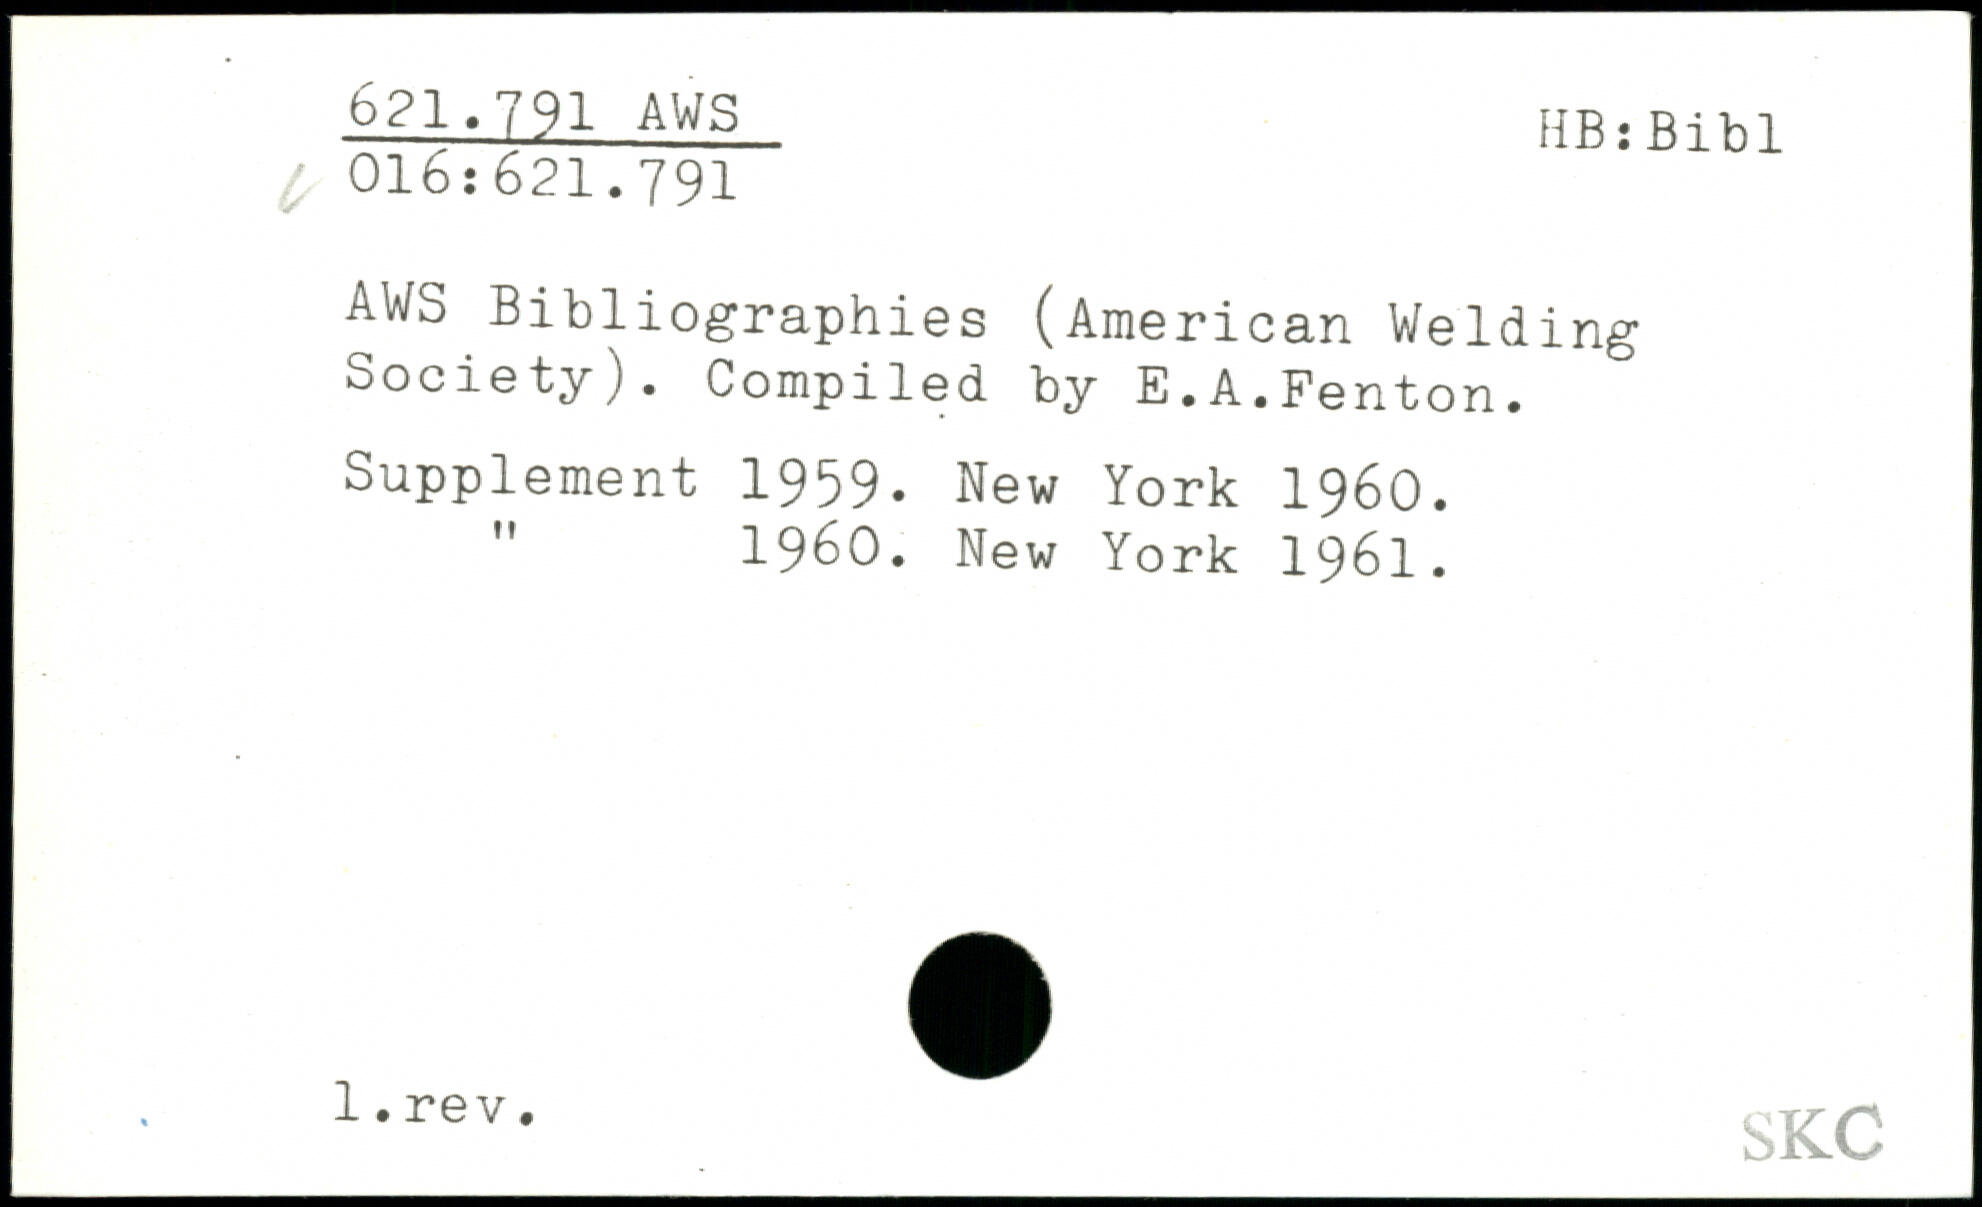 621.791 AWS
HB:Bibl
016:621.791
AWS Bibliographies (American Welding
Society). Compiled by E.A.Fenton.
Supplement 1959. New York 1960.
" 1960. New York 1961.
1.rev.
SKC